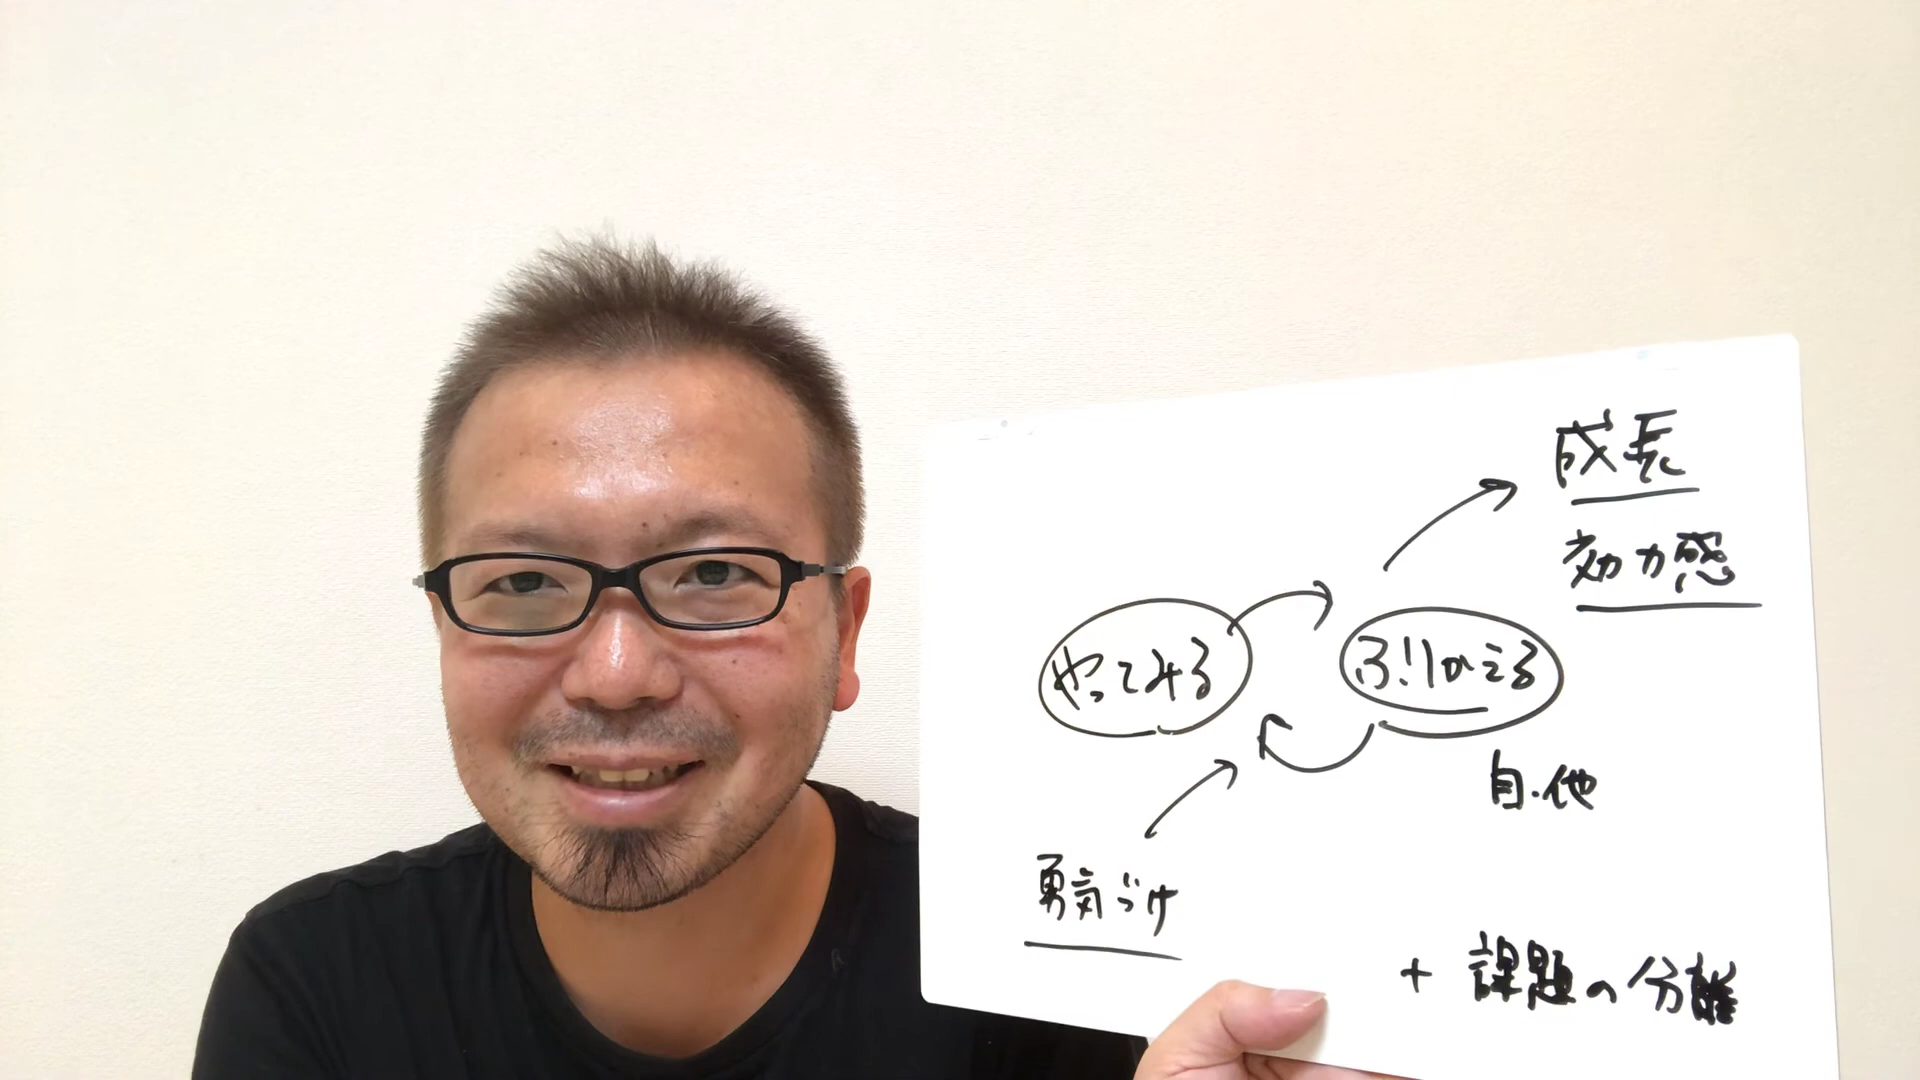 成長
効力感
やってみる
ふりかえる
自・他
勇気づけ
+ 課題の分離